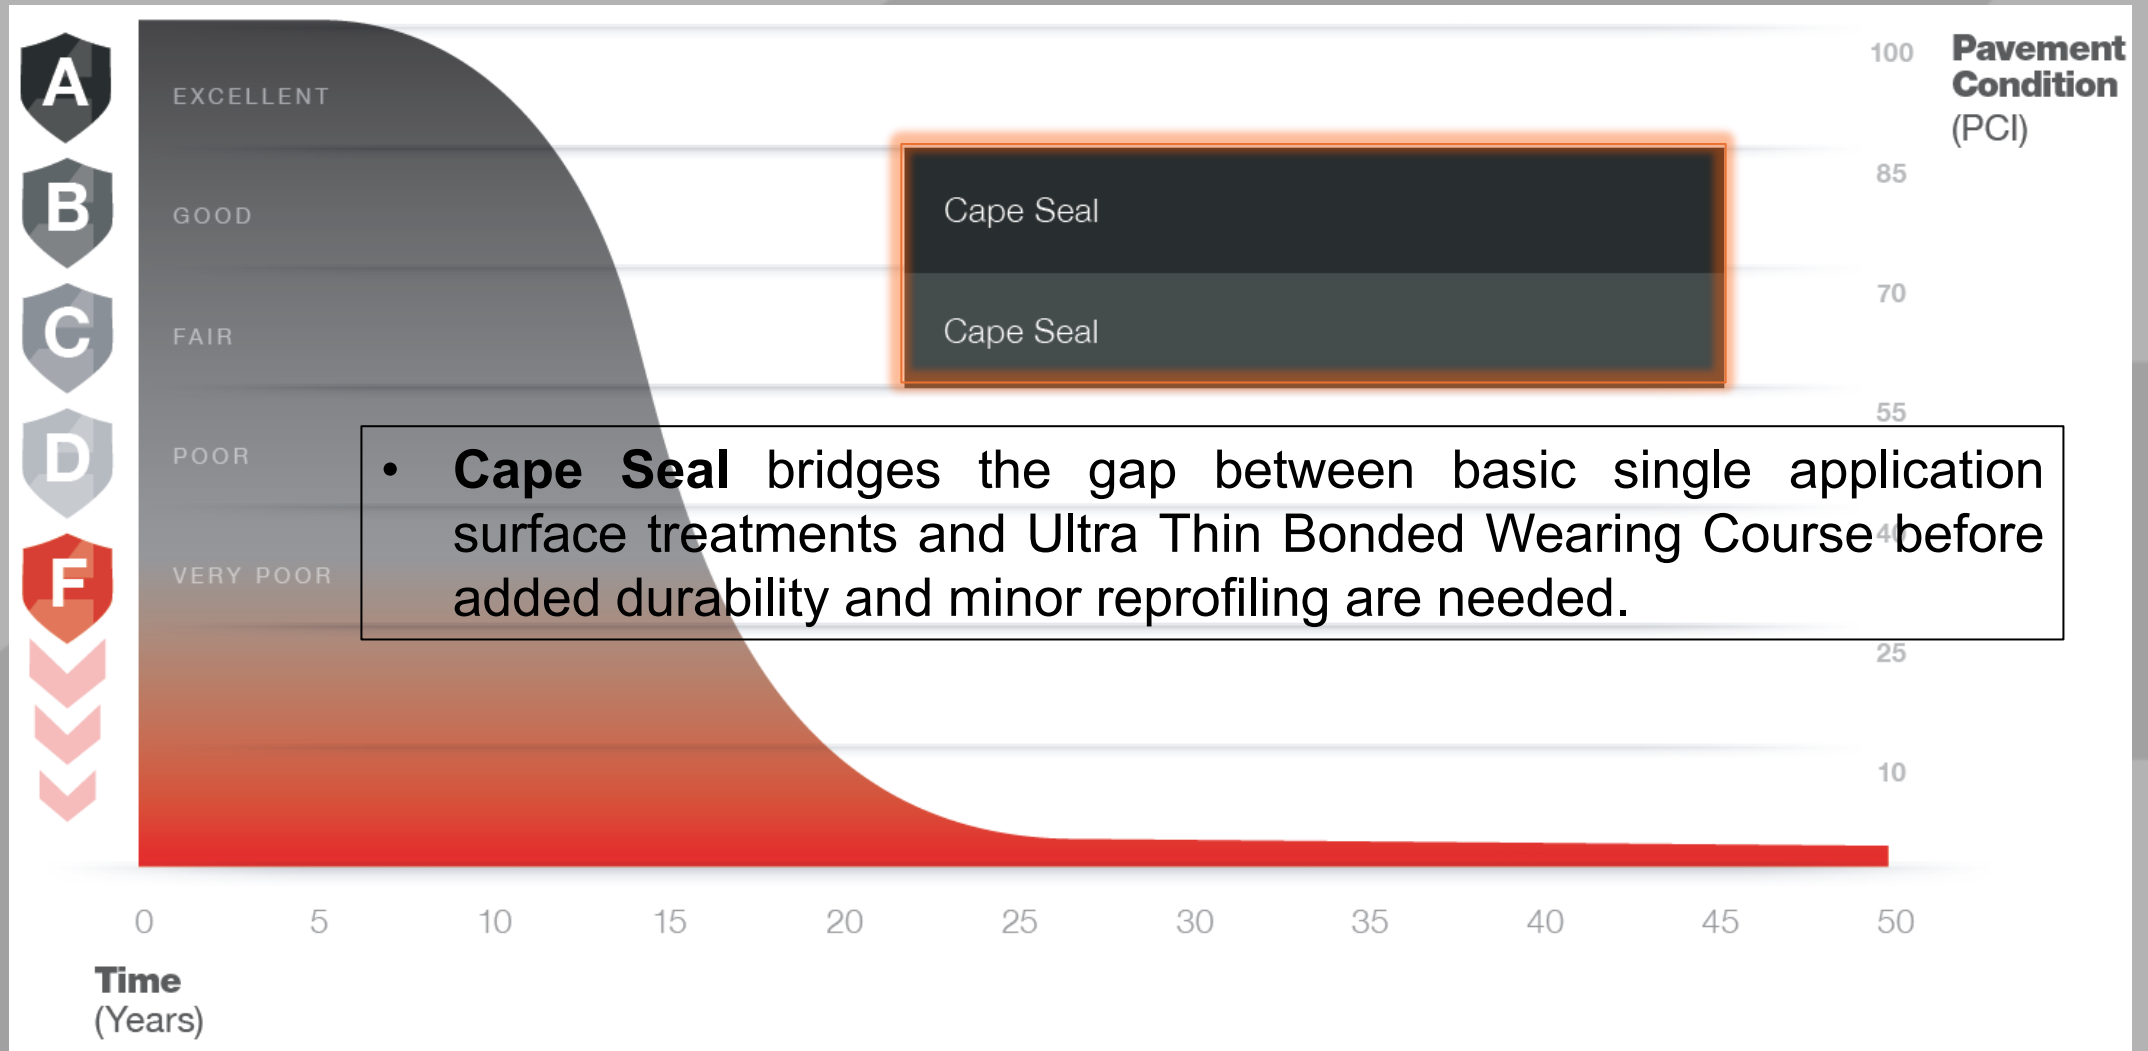 A
EXCELLENT
100
Pavement
Condition
(PCI)
B
GOOD
Cape Seal
85
C
FAIR
Cape Seal
70
D
POOR
55
• Cape Seal bridges the gap between basic single application
surface treatments and Ultra Thin Bonded Wearing Course before
added durability and minor reprofiling are needed.
40
F
VERY POOR
25
10
0 5 10 15 20 25 30 35 40 45 50
Time
(Years)